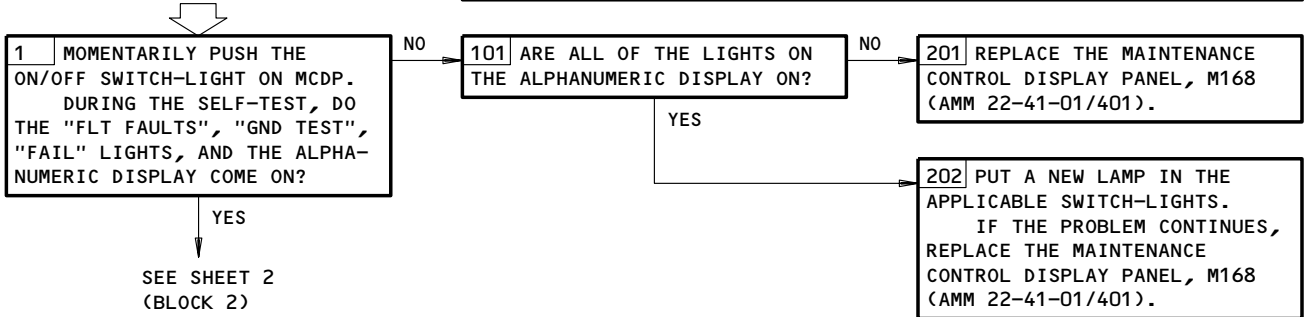 1 MOMENTARILY PUSH THE
ON/OFF SWITCH-LIGHT ON MCDP.
DURING THE SELF-TEST, DO
THE "FLT FAULTS", "GND TEST",
"FAIL" LIGHTS, AND THE ALPHA-
NUMERIC DISPLAY COME ON?
NO
YES
SEE SHEET 2
(BLOCK 2)
101 ARE ALL OF THE LIGHTS ON
THE ALPHANUMERIC DISPLAY ON?
NO
YES
201 REPLACE THE MAINTENANCE
CONTROL DISPLAY PANEL, M168
(AMM 22-41-01/401).
202 PUT A NEW LAMP IN THE
APPLICABLE SWITCH-LIGHTS.
IF THE PROBLEM CONTINUES,
REPLACE THE MAINTENANCE
CONTROL DISPLAY PANEL, M168
(AMM 22-41-01/401).